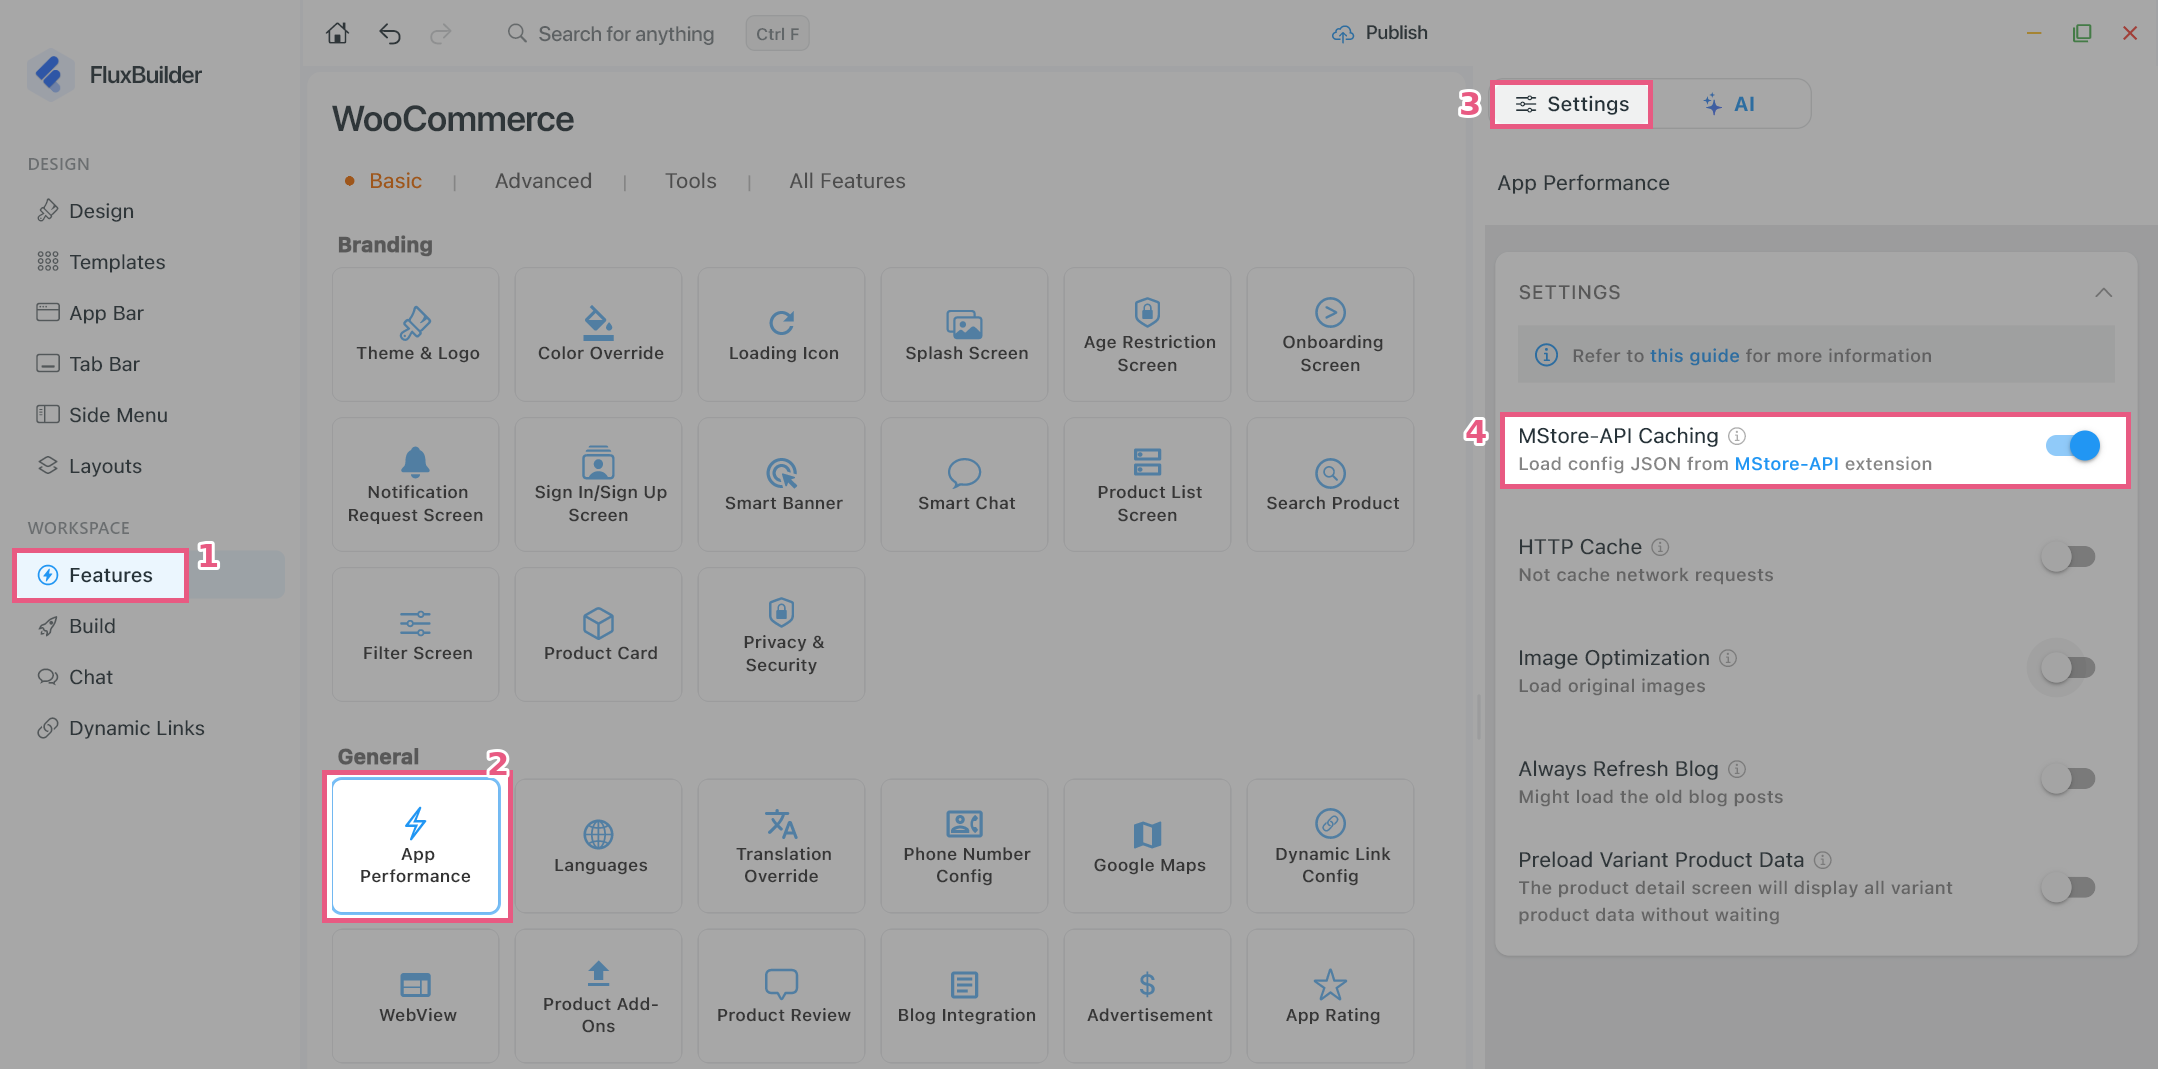 FluxBuilder
Search for anything
Ctrl F
Publish
DESIGN
Design
Templates
App Bar
Tab Bar
Side Menu
Layouts
WORKSPACE
1
Features
Build
Chat
Dynamic Links
WooCommerce
Basic | Advanced | Tools | All Features
Branding
Theme & Logo
Color Override
Loading Icon
Splash Screen
Age Restriction
Screen
Onboarding
Screen
Notification
Request Screen
Sign In/Sign Up
Screen
Smart Banner
Smart Chat
Product List
Screen
Search Product
Filter Screen
Product Card
Privacy &
Security
General
2
App
Performance
Languages
Translation
Override
Phone Number
Config
Google Maps
Dynamic Link
Config
WebView
Product Add-
Ons
Product Review
Blog Integration
Advertisement
App Rating
3
Settings
AI
App Performance
SETTINGS
Refer to this guide for more information
4
MStore-API Caching
Load config JSON from MStore-API extension
HTTP Cache
Not cache network requests
Image Optimization
Load original images
Always Refresh Blog
Might load the old blog posts
Preload Variant Product Data
The product detail screen will display all variant
product data without waiting